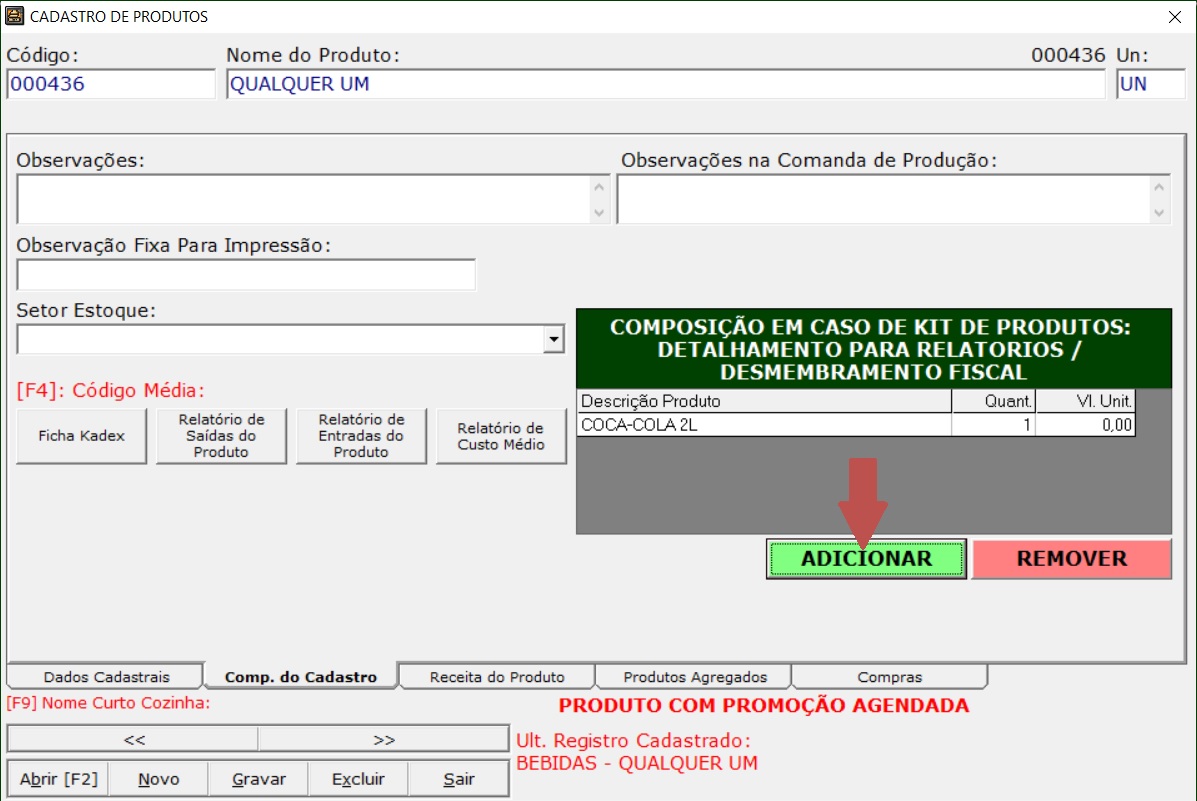 CADASTRO DE PRODUTOS
Código: Nome do Produto: 000436 Un:
000436 QUALQUER UM UN
Observações: Observações na Comanda de Produção:
Observação Fixa Para Impressão:
Setor Estoque:
[F4]: Código Média:
Ficha Kadex
Relatório de
Saídas do
Produto
Relatório de
Entradas do
Produto
Relatório de
Custo Médio
COMPOSIÇÃO EM CASO DE KIT DE PRODUTOS:
DETALHAMENTO PARA RELATORIOS /
DESMEMBRAMENTO FISCAL
Descrição Produto Quant. Vl. Unit.
COCA-COLA 2L 1 0,00
ADICIONAR REMOVER
Dados Cadastrais Comp. do Cadastro Receita do Produto Produtos Agregados Compras
[F9] Nome Curto Cozinha:
PRODUTO COM PROMOÇÃO AGENDADA
<< >>
Ult. Registro Cadastrado:
BEBIDAS - QUALQUER UM
Abrir [F2] Novo Gravar Excluir Sair